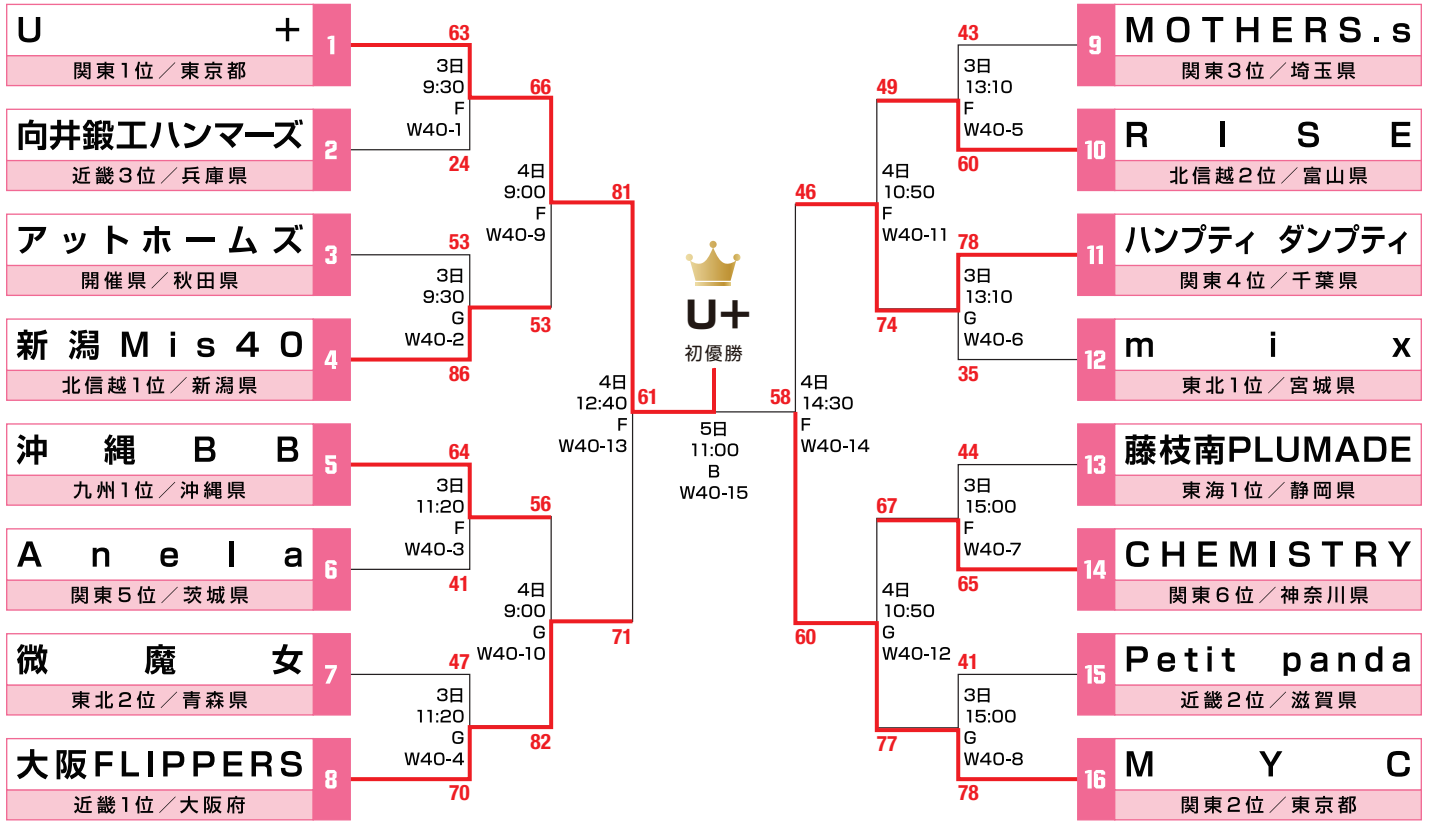 U +
1
関東1位／東京都
向井鍛工ハンマーズ
2
近畿3位／兵庫県
アットホームズ
3
開催県／秋田県
新潟Mis40
4
北信越1位／新潟県
沖縄BB
5
九州1位／沖縄県
Anela
6
関東5位／茨城県
微魔女
7
東北2位／青森県
大阪FLIPPERS
8
近畿1位／大阪府
63
3日
9:30
F
W40-1
24
53
3日
9:30
G
W40-2
86
64
3日
11:20
F
W40-3
41
47
3日
11:20
G
W40-4
70
66
4日
9:00
F
W40-9
53
56
4日
9:00
G
W40-10
82
81
4日
12:40
F
W40-13
71
U+
初優勝
61
58
5日
11:00
B
W40-15
46
4日
14:30
F
W40-14
60
49
4日
10:50
F
W40-11
74
67
4日
10:50
G
W40-12
77
43
3日
13:10
F
W40-5
60
78
3日
13:10
G
W40-6
35
44
3日
15:00
F
W40-7
65
41
3日
15:00
G
W40-8
78
9
MOTHERS.s
関東3位／埼玉県
10
RISE
北信越2位／富山県
11
ハンプティ ダンプティ
関東4位／千葉県
12
mix
東北1位／宮城県
13
藤枝南PLUMADE
東海1位／静岡県
14
CHEMISTRY
関東6位／神奈川県
15
Petit panda
近畿2位／滋賀県
16
MYC
関東2位／東京都